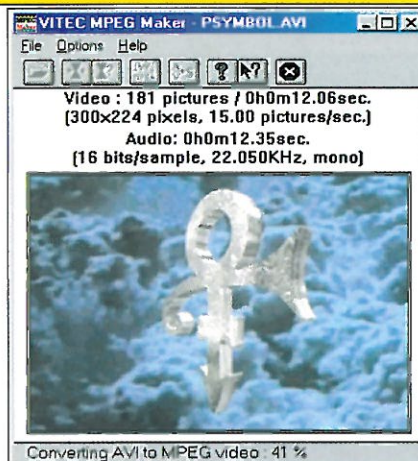 VITEC MPEG Maker - PSYMBOL.AVI
File Options Help
Video : 181 pictures / 0h0m12.06sec.
(300x224 pixels, 15.00 pictures/sec.)
Audio: 0h0m12.35sec.
(16 bits/sample, 22.050KHz, mono)
Converting AVI to MPEG video : 41 %